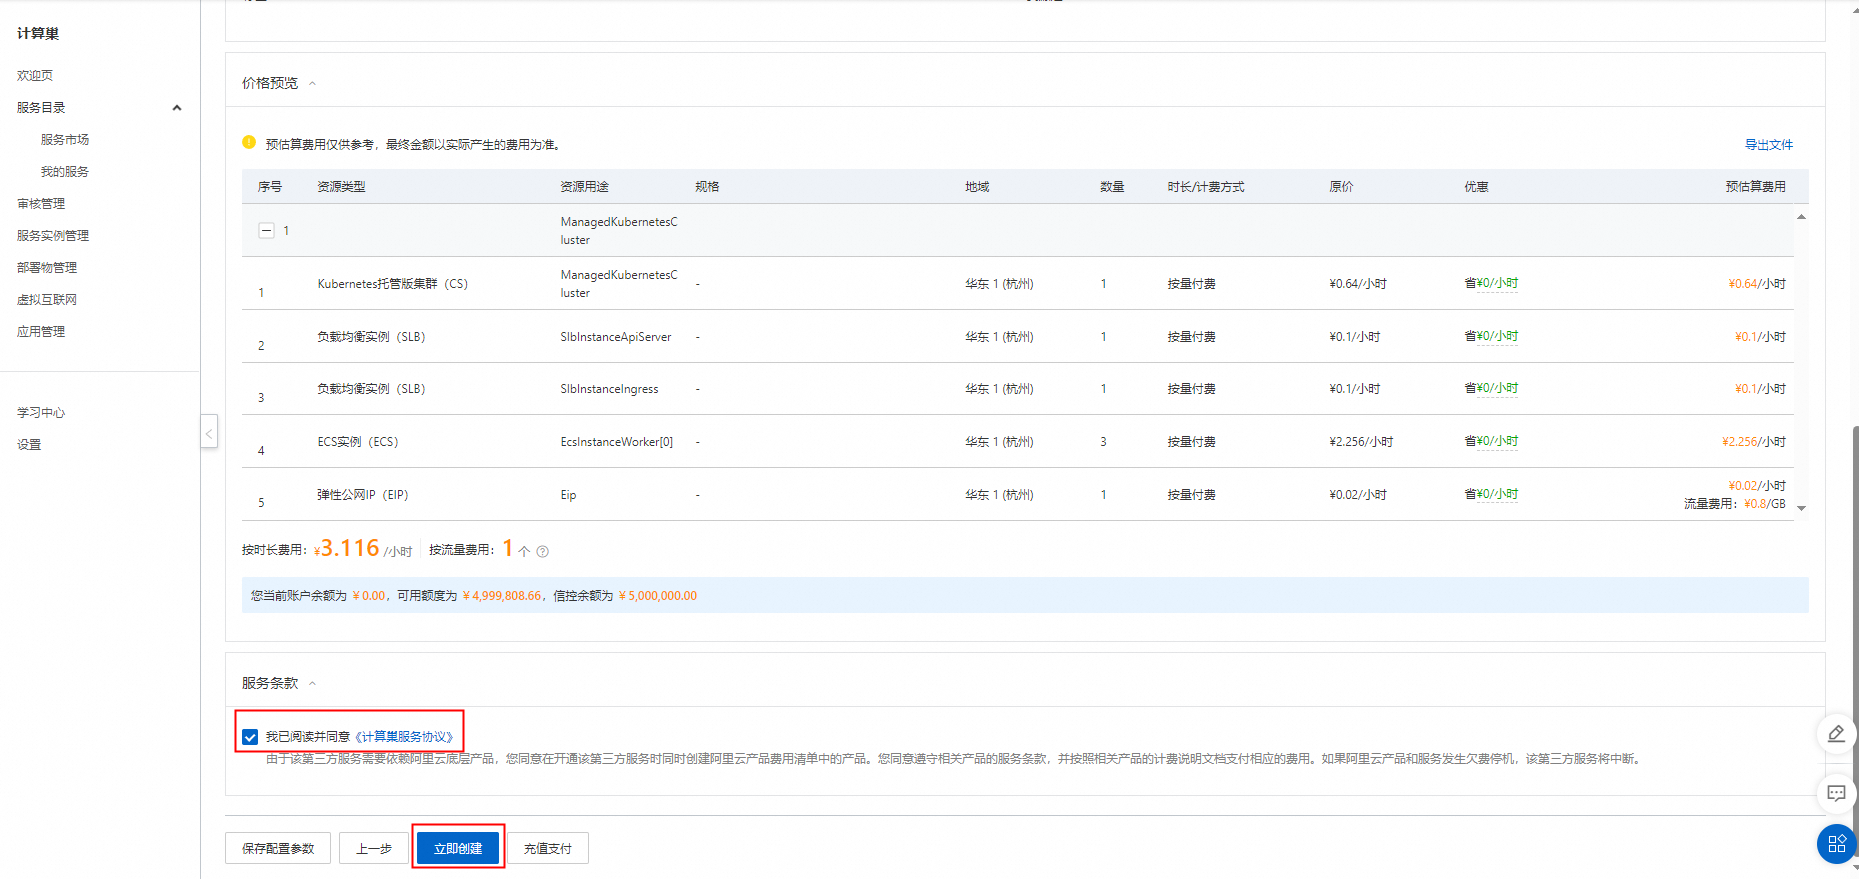 计算巢
欢迎页
服务目录
服务市场
我的服务
审核管理
服务实例管理
部署物管理
虚拟互联网
应用管理
学习中心
设置
价格预览
预估算费用仅供参考，最终金额以实际产生的费用为准。
导出文件
序号 资源类型 资源用途 规格 地域 数量 时长/计费方式 原价 优惠 预估算费用
1 ManagedKubernetesC
luster
1 Kubernetes托管版集群（CS） ManagedKubernetesC
luster - 华东 1 (杭州) 1 按量付费 ¥0.64/小时 省¥0/小时 ¥0.64/小时
2 负载均衡实例（SLB） SlbInstanceApiServer - 华东 1 (杭州) 1 按量付费 ¥0.1/小时 省¥0/小时 ¥0.1/小时
3 负载均衡实例（SLB） SlbInstanceIngress - 华东 1 (杭州) 1 按量付费 ¥0.1/小时 省¥0/小时 ¥0.1/小时
4 ECS实例（ECS） EcsInstanceWorker[0] - 华东 1 (杭州) 3 按量付费 ¥2.256/小时 省¥0/小时 ¥2.256/小时
5 弹性公网IP（EIP） Eip - 华东 1 (杭州) 1 按量付费 ¥0.02/小时 省¥0/小时 ¥0.02/小时
流量费用：¥0.8/GB
按时长费用：¥3.116 /小时 按流量费用：1 个
您当前账户余额为 ￥0.00，可用额度为 ￥4,999,808.66，信控余额为 ￥5,000,000.00
服务条款
我已阅读并同意《计算巢服务协议》
由于该第三方服务需要依赖阿里云底层产品，您同意在开通该第三方服务时同时创建阿里云产品费用清单中的产品。您同意遵守相关产品的服务条款，并按照相关产品的计费说明文档支付相应的费用。如果阿里云产品和服务发生欠费停机，该第三方服务将中断。
保存配置参数 上一步 立即创建 充值支付